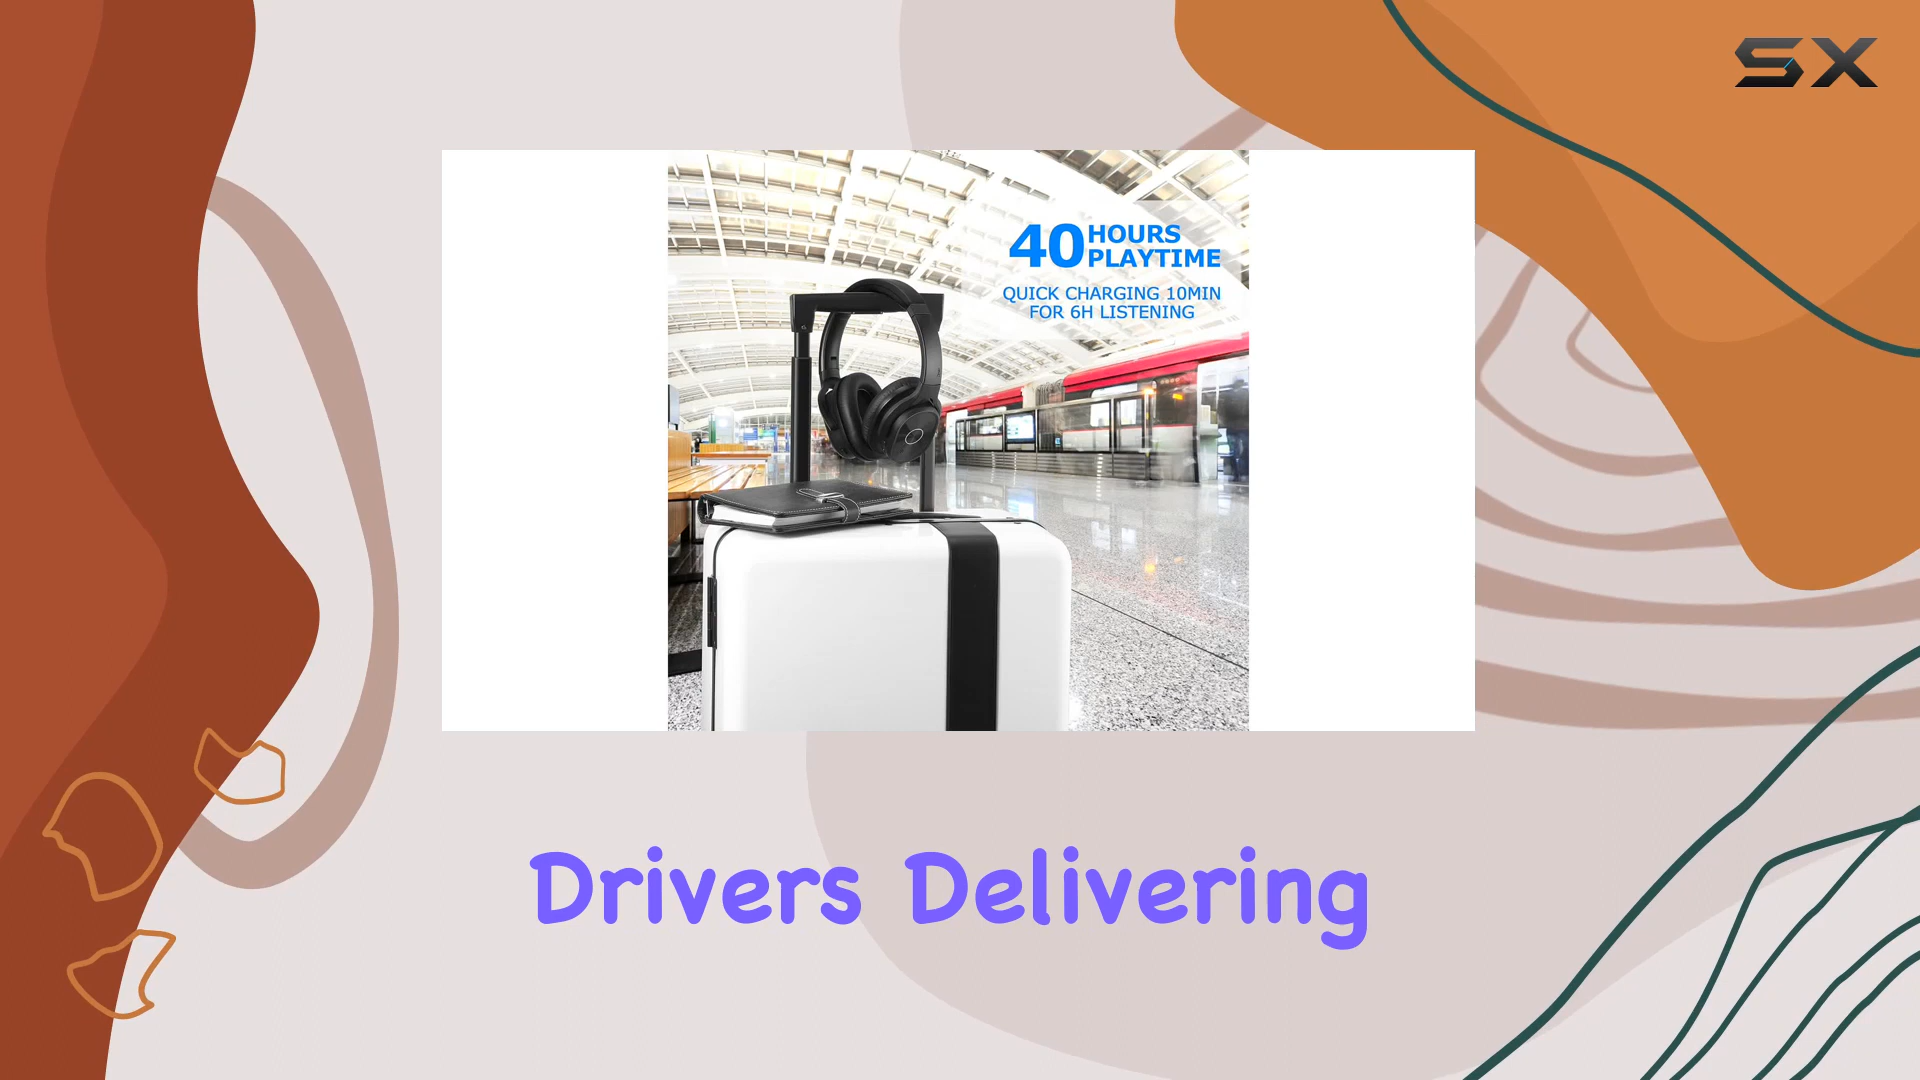 SX
40 HOURS
PLAYTIME
QUICK CHARGING 10MIN
FOR 6H LISTENING
Drivers Delivering